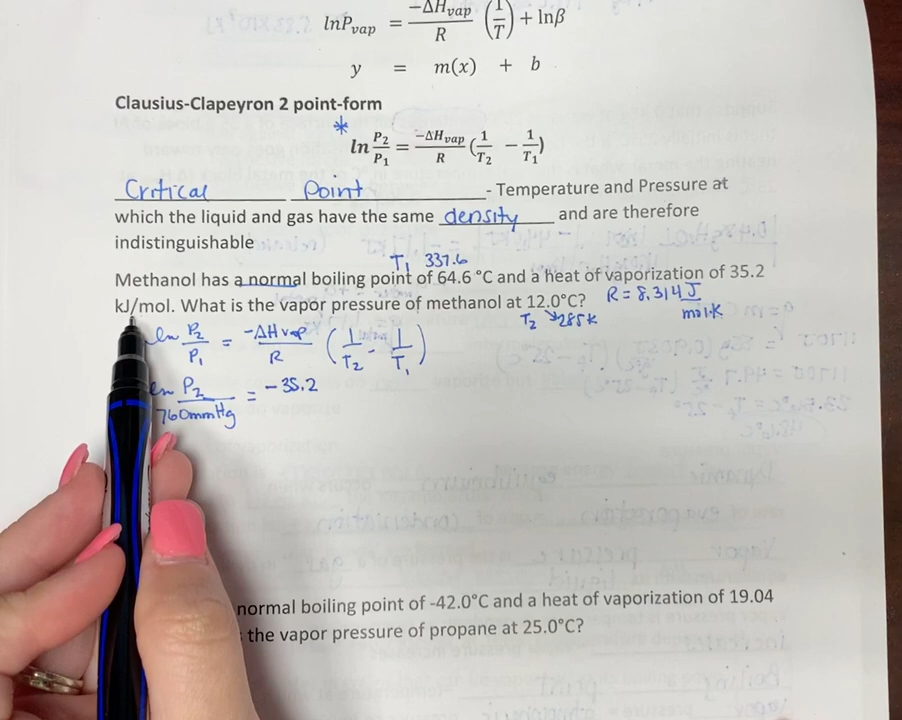 lnP_vap = -ΔH_vap/R (1/T) + lnβ
y = m(x) + b
Clausius-Clapeyron 2 point-form
* ln P₂/P₁ = -ΔH_vap/R (1/T₂ - 1/T₁)
Critical Point - Temperature and Pressure at
which the liquid and gas have the same density and are therefore
indistinguishable
T₁ 337.6
Methanol has a normal boiling point of 64.6 °C and a heat of vaporization of 35.2
kJ/mol. What is the vapor pressure of methanol at 12.0°C? R = 8.314 J/mol·K
T₂ → 285K
ln P₂/P₁ = -ΔHvap/R (1/T₂ - 1/T₁)
ln P₂/760mmHg = -35.2
normal boiling point of -42.0°C and a heat of vaporization of 19.04
the vapor pressure of propane at 25.0°C?